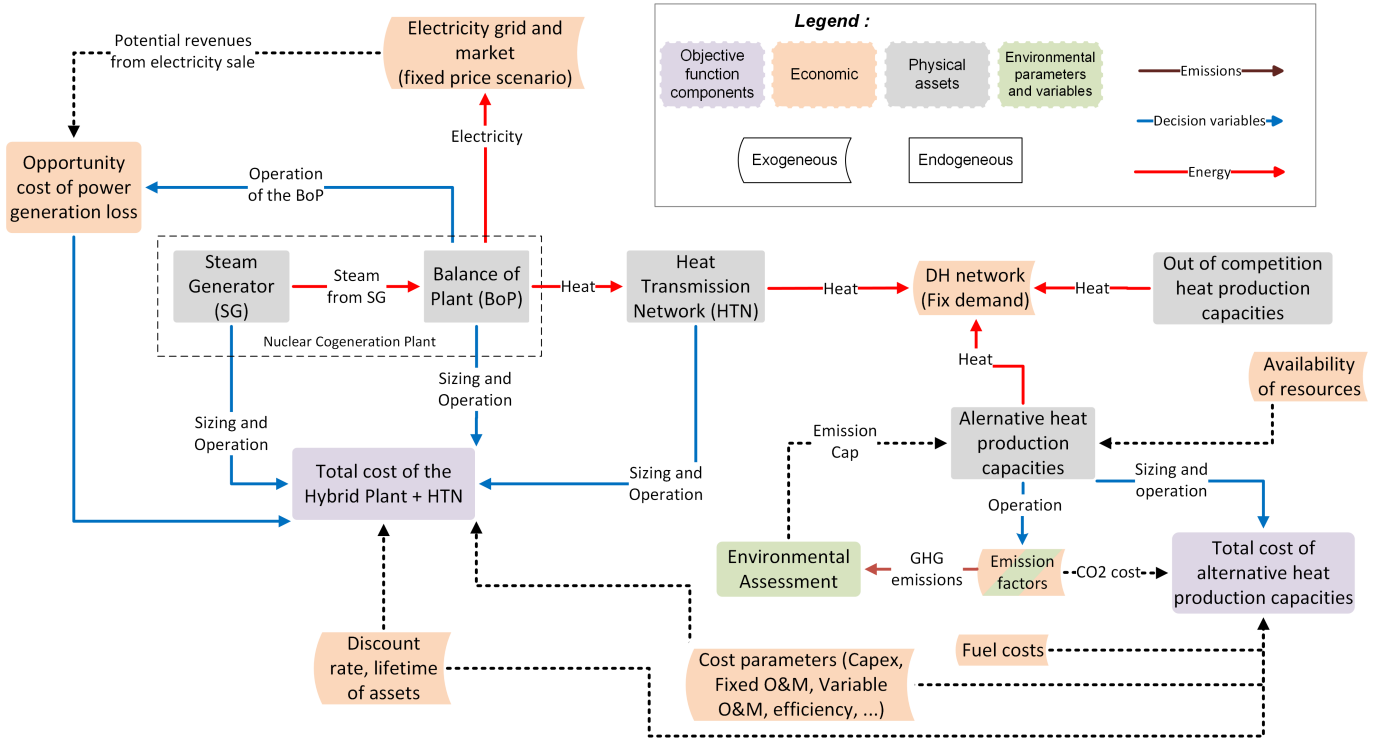 Potential revenues
from electricity sale
Electricity grid and
market
(fixed price scenario)
Legend :
Objective
function
components
Economic
Physical
assets
Environmental
parameters
and variables
Emissions
Decision variables
Energy
Exogeneous
Endogeneous
Electricity
Opportunity
cost of power
generation loss
Operation
of the BoP
Steam
Generator
(SG)
Steam
from SG
Balance of
Plant (BoP)
Heat
Heat
Transmission
Network (HTN)
Heat
DH network
(Fix demand)
Heat
Out of competition
heat production
capacities
Nuclear Cogeneration Plant
Heat
Availability
of resources
Sizing and
Operation
Sizing and
Operation
Emission
Cap
Alernative heat
production
capacities
Total cost of the
Hybrid Plant + HTN
Sizing and
Operation
Sizing and
operation
Operation
Environmental
Assessment
GHG
emissions
Emission
factors
CO2 cost
Total cost of
alternative heat
production capacities
Discount
rate, lifetime
of assets
Cost parameters (Capex,
Fixed O&M, Variable
O&M, efficiency, ...)
Fuel costs